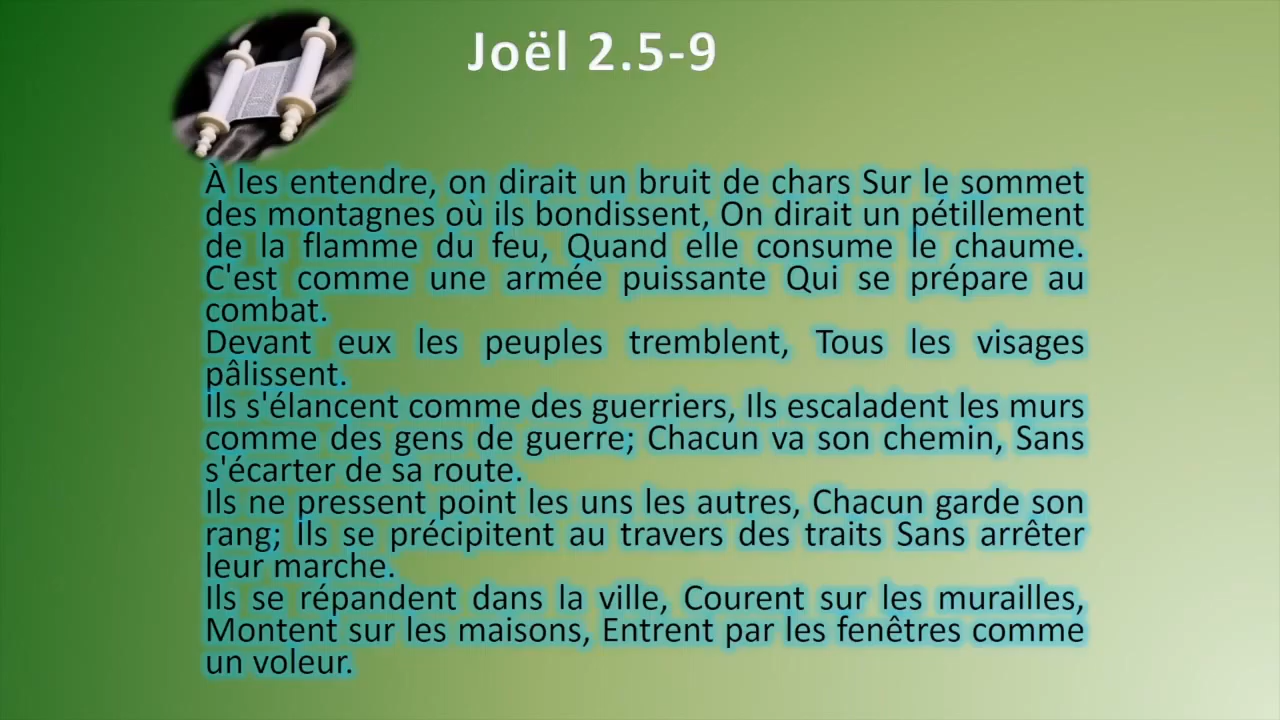 Joël 2.5-9
À les entendre, on dirait un bruit de chars Sur le sommet
des montagnes où ils bondissent, On dirait un pétillement
de la flamme du feu, Quand elle consume le chaume.
C'est comme une armée puissante Qui se prépare au
combat.
Devant eux les peuples tremblent, Tous les visages
pâlissent.
Ils s'élancent comme des guerriers, Ils escaladent les murs
comme des gens de guerre; Chacun va son chemin, Sans
s'écarter de sa route.
Ils ne pressent point les uns les autres, Chacun garde son
rang; Ils se précipitent au travers des traits Sans arrêter
leur marche.
Ils se répandent dans la ville, Courent sur les murailles,
Montent sur les maisons, Entrent par les fenêtres comme
un voleur.